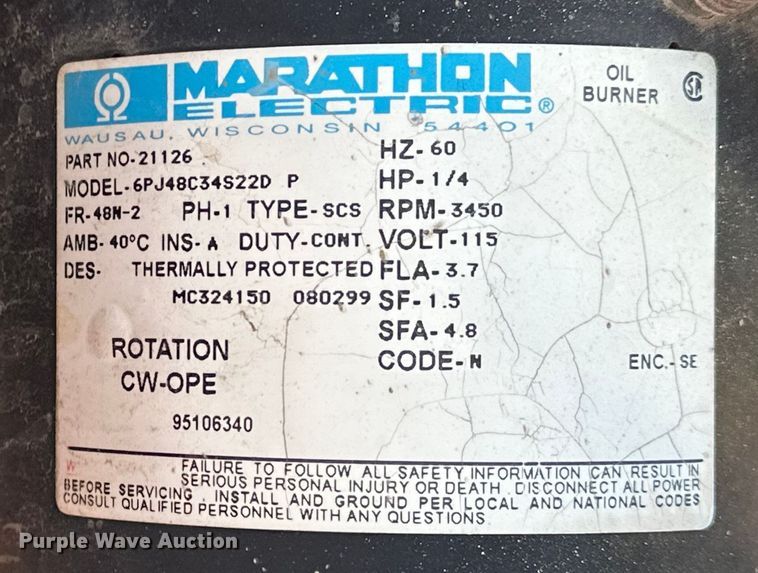 MARATHON
ELECTRIC®
WAUSAU, WISCONSIN 54401
OIL
BURNER
SA
PART NO-21126
HZ-60
MODEL-6PJ48C34S22D P
HP-1/4
FR-48N-2 PH-1 TYPE-SCS RPM-3450
AMB-40°C INS-A DUTY-CONT. VOLT-115
DES- THERMALLY PROTECTED FLA-3.7
MC324150 080299 SF-1.5
SFA-4.8
CODE-N
ENC.-SE
ROTATION
CW-OPE
95106340
W
FAILURE TO FOLLOW ALL SAFETY INFORMATION CAN RESULT IN
SERIOUS PERSONAL INJURY OR DEATH. DISCONNECT ALL POWER
BEFORE SERVICING. INSTALL AND GROUND PER LOCAL AND NATIONAL CODES
CONSULT QUALIFIED PERSONNEL WITH ANY QUESTIONS.
Purple Wave Auction